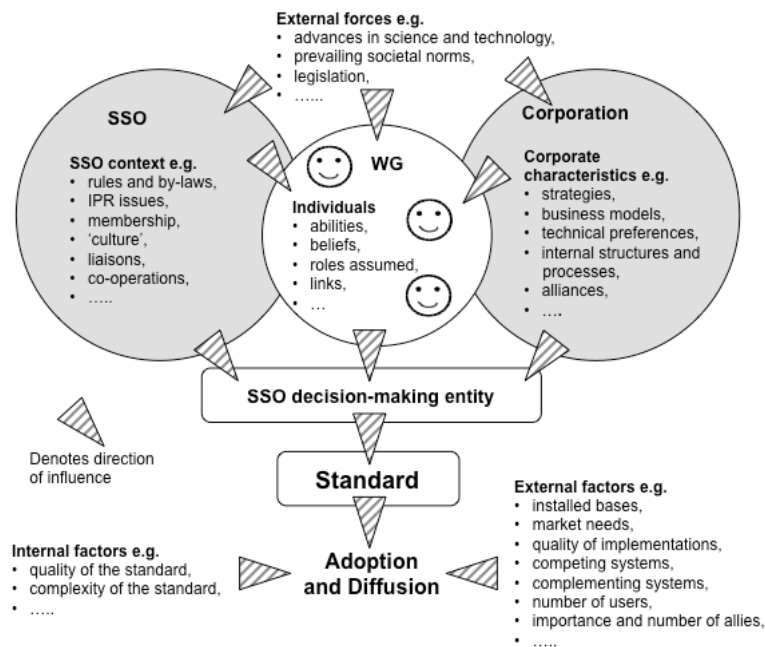 External forces e.g.
• advances in science and technology,
• prevailing societal norms,
• legislation,
• …...
SSO
SSO context e.g.
• rules and by-laws,
• IPR issues,
• membership,
• ‘culture’,
• liaisons,
• co-operations,
• …..
WG
Individuals
• abilities,
• beliefs,
• roles assumed,
• links,
• …
Corporation
Corporate
characteristics e.g.
• strategies,
• business models,
• technical preferences,
• internal structures and
processes,
• alliances,
• ….
SSO decision-making entity
Denotes direction
of influence
Standard
Internal factors e.g.
• quality of the standard,
• complexity of the standard,
• …..
Adoption
and Diffusion
External factors e.g.
• installed bases,
• market needs,
• quality of implementations,
• competing systems,
• complementing systems,
• number of users,
• importance and number of allies,
• …..